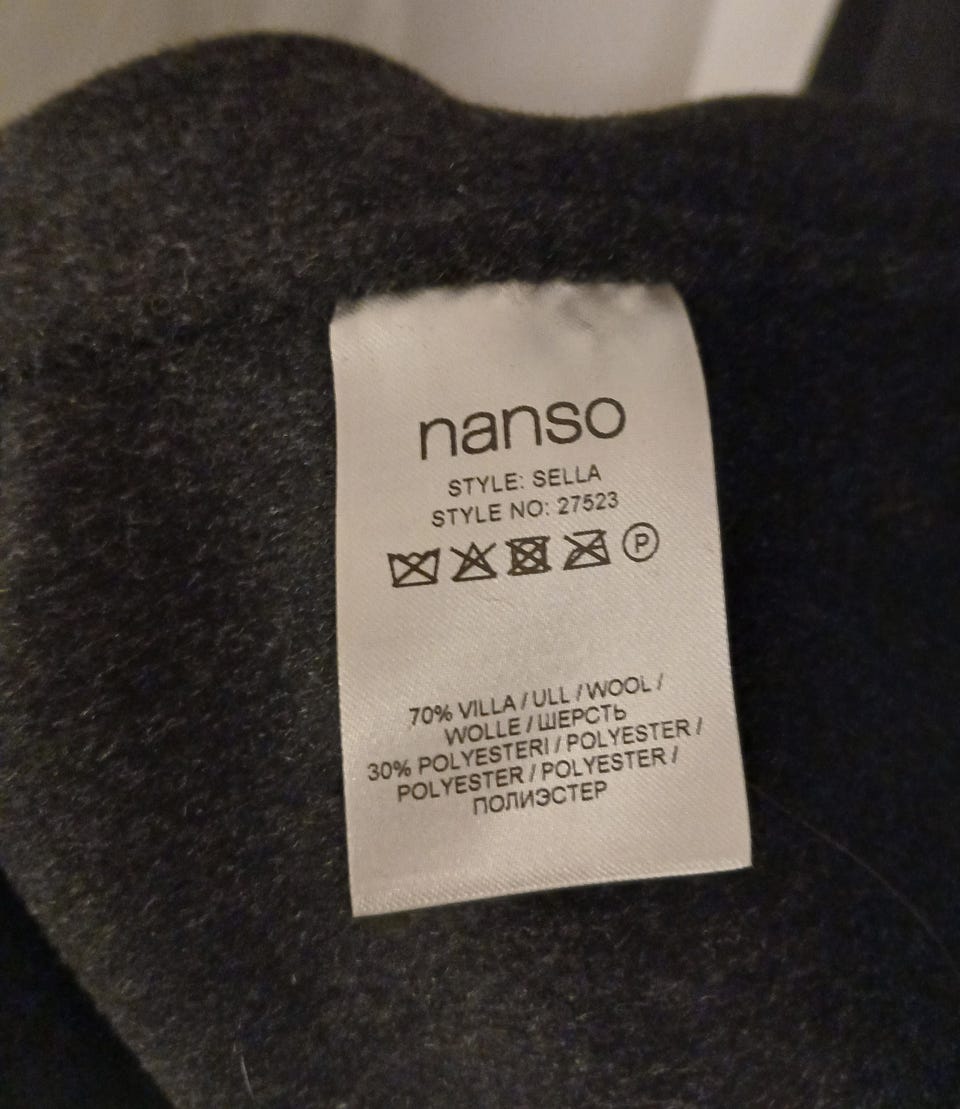 nanso
STYLE: SELLA
STYLE NO: 27523
P
70% VILLA / ULL / WOOL /
WOLLE / ШЕРСТЬ
30% POLYESTERI / POLYESTER /
POLYESTER / POLYESTER /
ПОЛИЭСТЕР